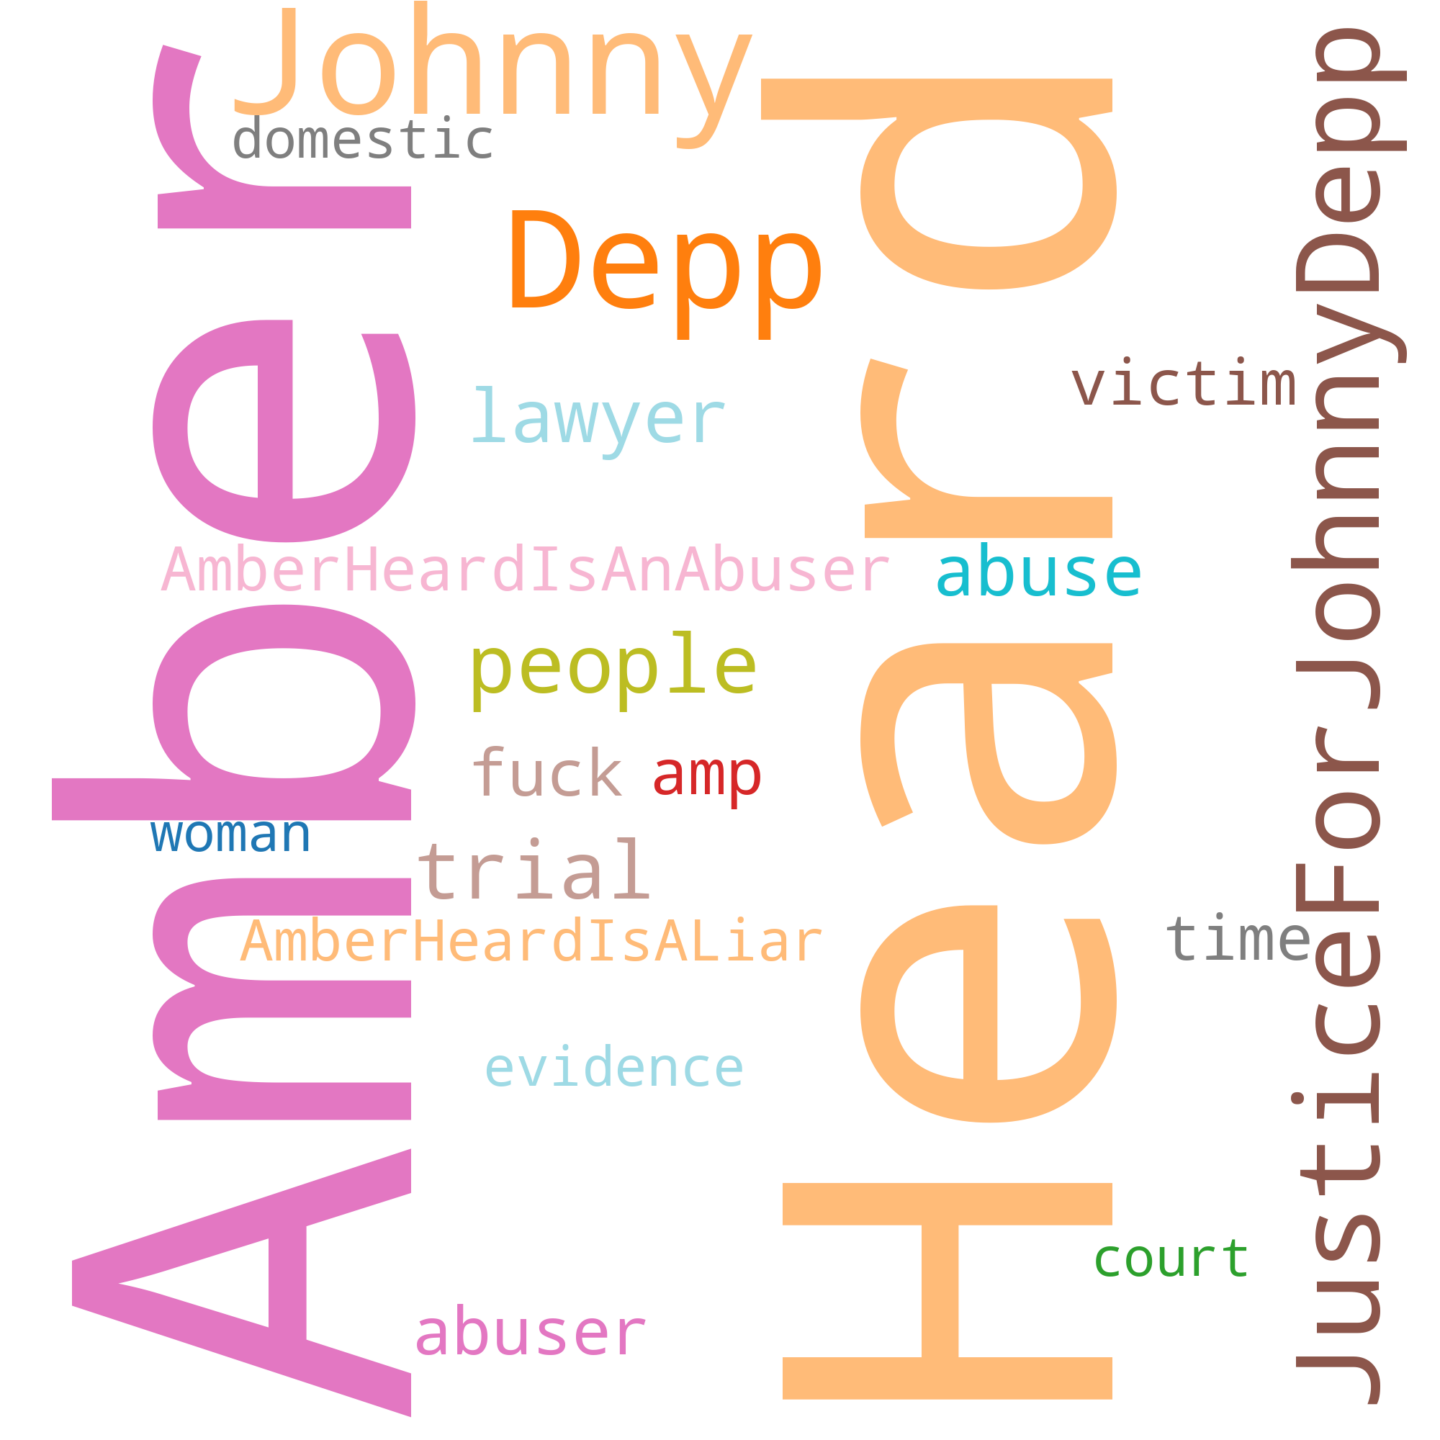 Johnny
domestic
Amber
Depp
Heard
JusticeForJohnnyDepp
victim
lawyer
AmberHeardIsAnAbuser
abuse
people
fuck
amp
woman
trial
AmberHeardIsALiar
time
evidence
court
abuser